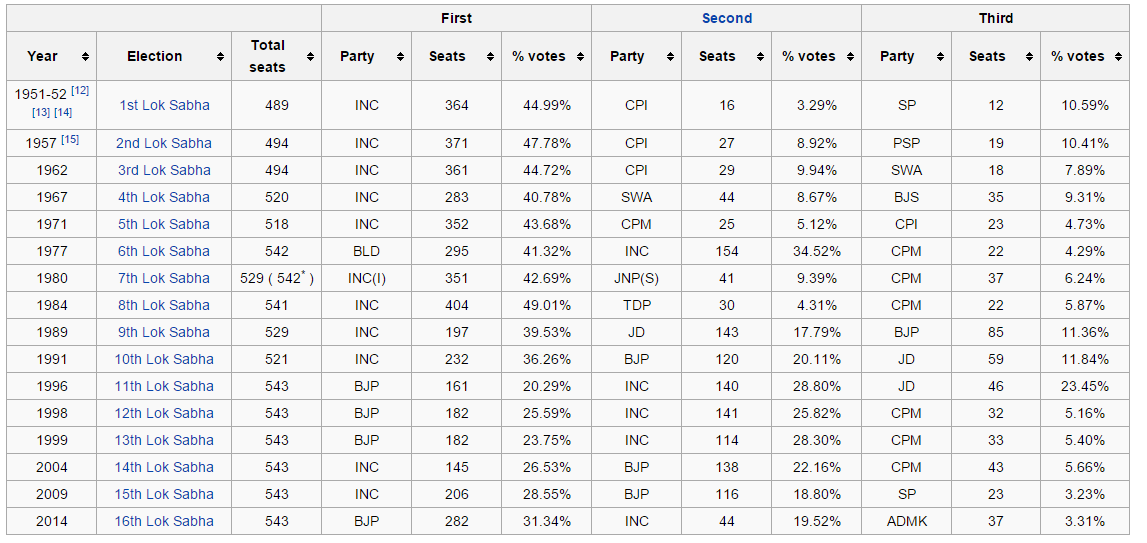 First Second Third
Year Election Total seats Party Seats % votes Party Seats % votes Party Seats % votes
1951-52 [12] [13] [14] 1st Lok Sabha 489 INC 364 44.99% CPI 16 3.29% SP 12 10.59%
1957 [15] 2nd Lok Sabha 494 INC 371 47.78% CPI 27 8.92% PSP 19 10.41%
1962 3rd Lok Sabha 494 INC 361 44.72% CPI 29 9.94% SWA 18 7.89%
1967 4th Lok Sabha 520 INC 283 40.78% SWA 44 8.67% BJS 35 9.31%
1971 5th Lok Sabha 518 INC 352 43.68% CPM 25 5.12% CPI 23 4.73%
1977 6th Lok Sabha 542 BLD 295 41.32% INC 154 34.52% CPM 22 4.29%
1980 7th Lok Sabha 529 ( 542* ) INC(I) 351 42.69% JNP(S) 41 9.39% CPM 37 6.24%
1984 8th Lok Sabha 541 INC 404 49.01% TDP 30 4.31% CPM 22 5.87%
1989 9th Lok Sabha 529 INC 197 39.53% JD 143 17.79% BJP 85 11.36%
1991 10th Lok Sabha 521 INC 232 36.26% BJP 120 20.11% JD 59 11.84%
1996 11th Lok Sabha 543 BJP 161 20.29% INC 140 28.80% JD 46 23.45%
1998 12th Lok Sabha 543 BJP 182 25.59% INC 141 25.82% CPM 32 5.16%
1999 13th Lok Sabha 543 BJP 182 23.75% INC 114 28.30% CPM 33 5.40%
2004 14th Lok Sabha 543 INC 145 26.53% BJP 138 22.16% CPM 43 5.66%
2009 15th Lok Sabha 543 INC 206 28.55% BJP 116 18.80% SP 23 3.23%
2014 16th Lok Sabha 543 BJP 282 31.34% INC 44 19.52% ADMK 37 3.31%